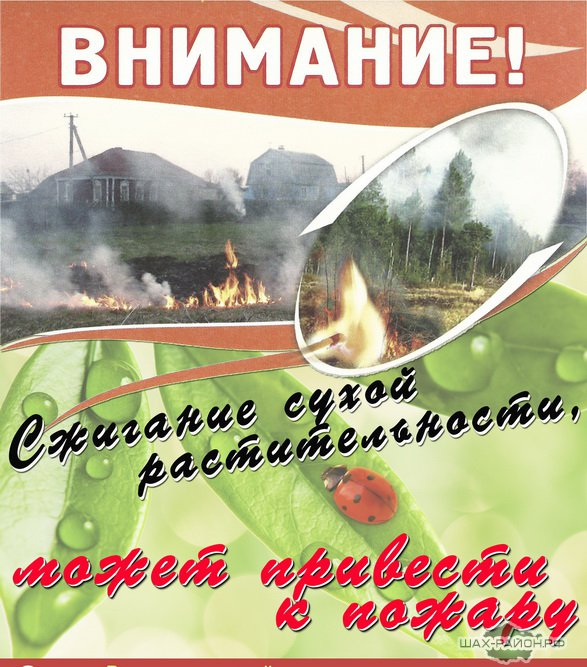 ВНИМАНИЕ!
Сжигание сухой
растительности,
может привести
к пожару
ШАХ-РАЙОН.РФ